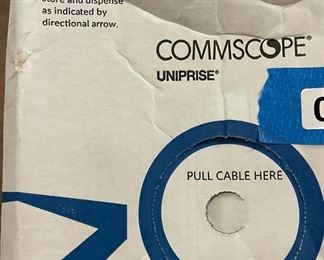 store and dispense
as indicated by
directional arrow.
COMMSCOPE®
UNIPRISE®
PULL CABLE HERE